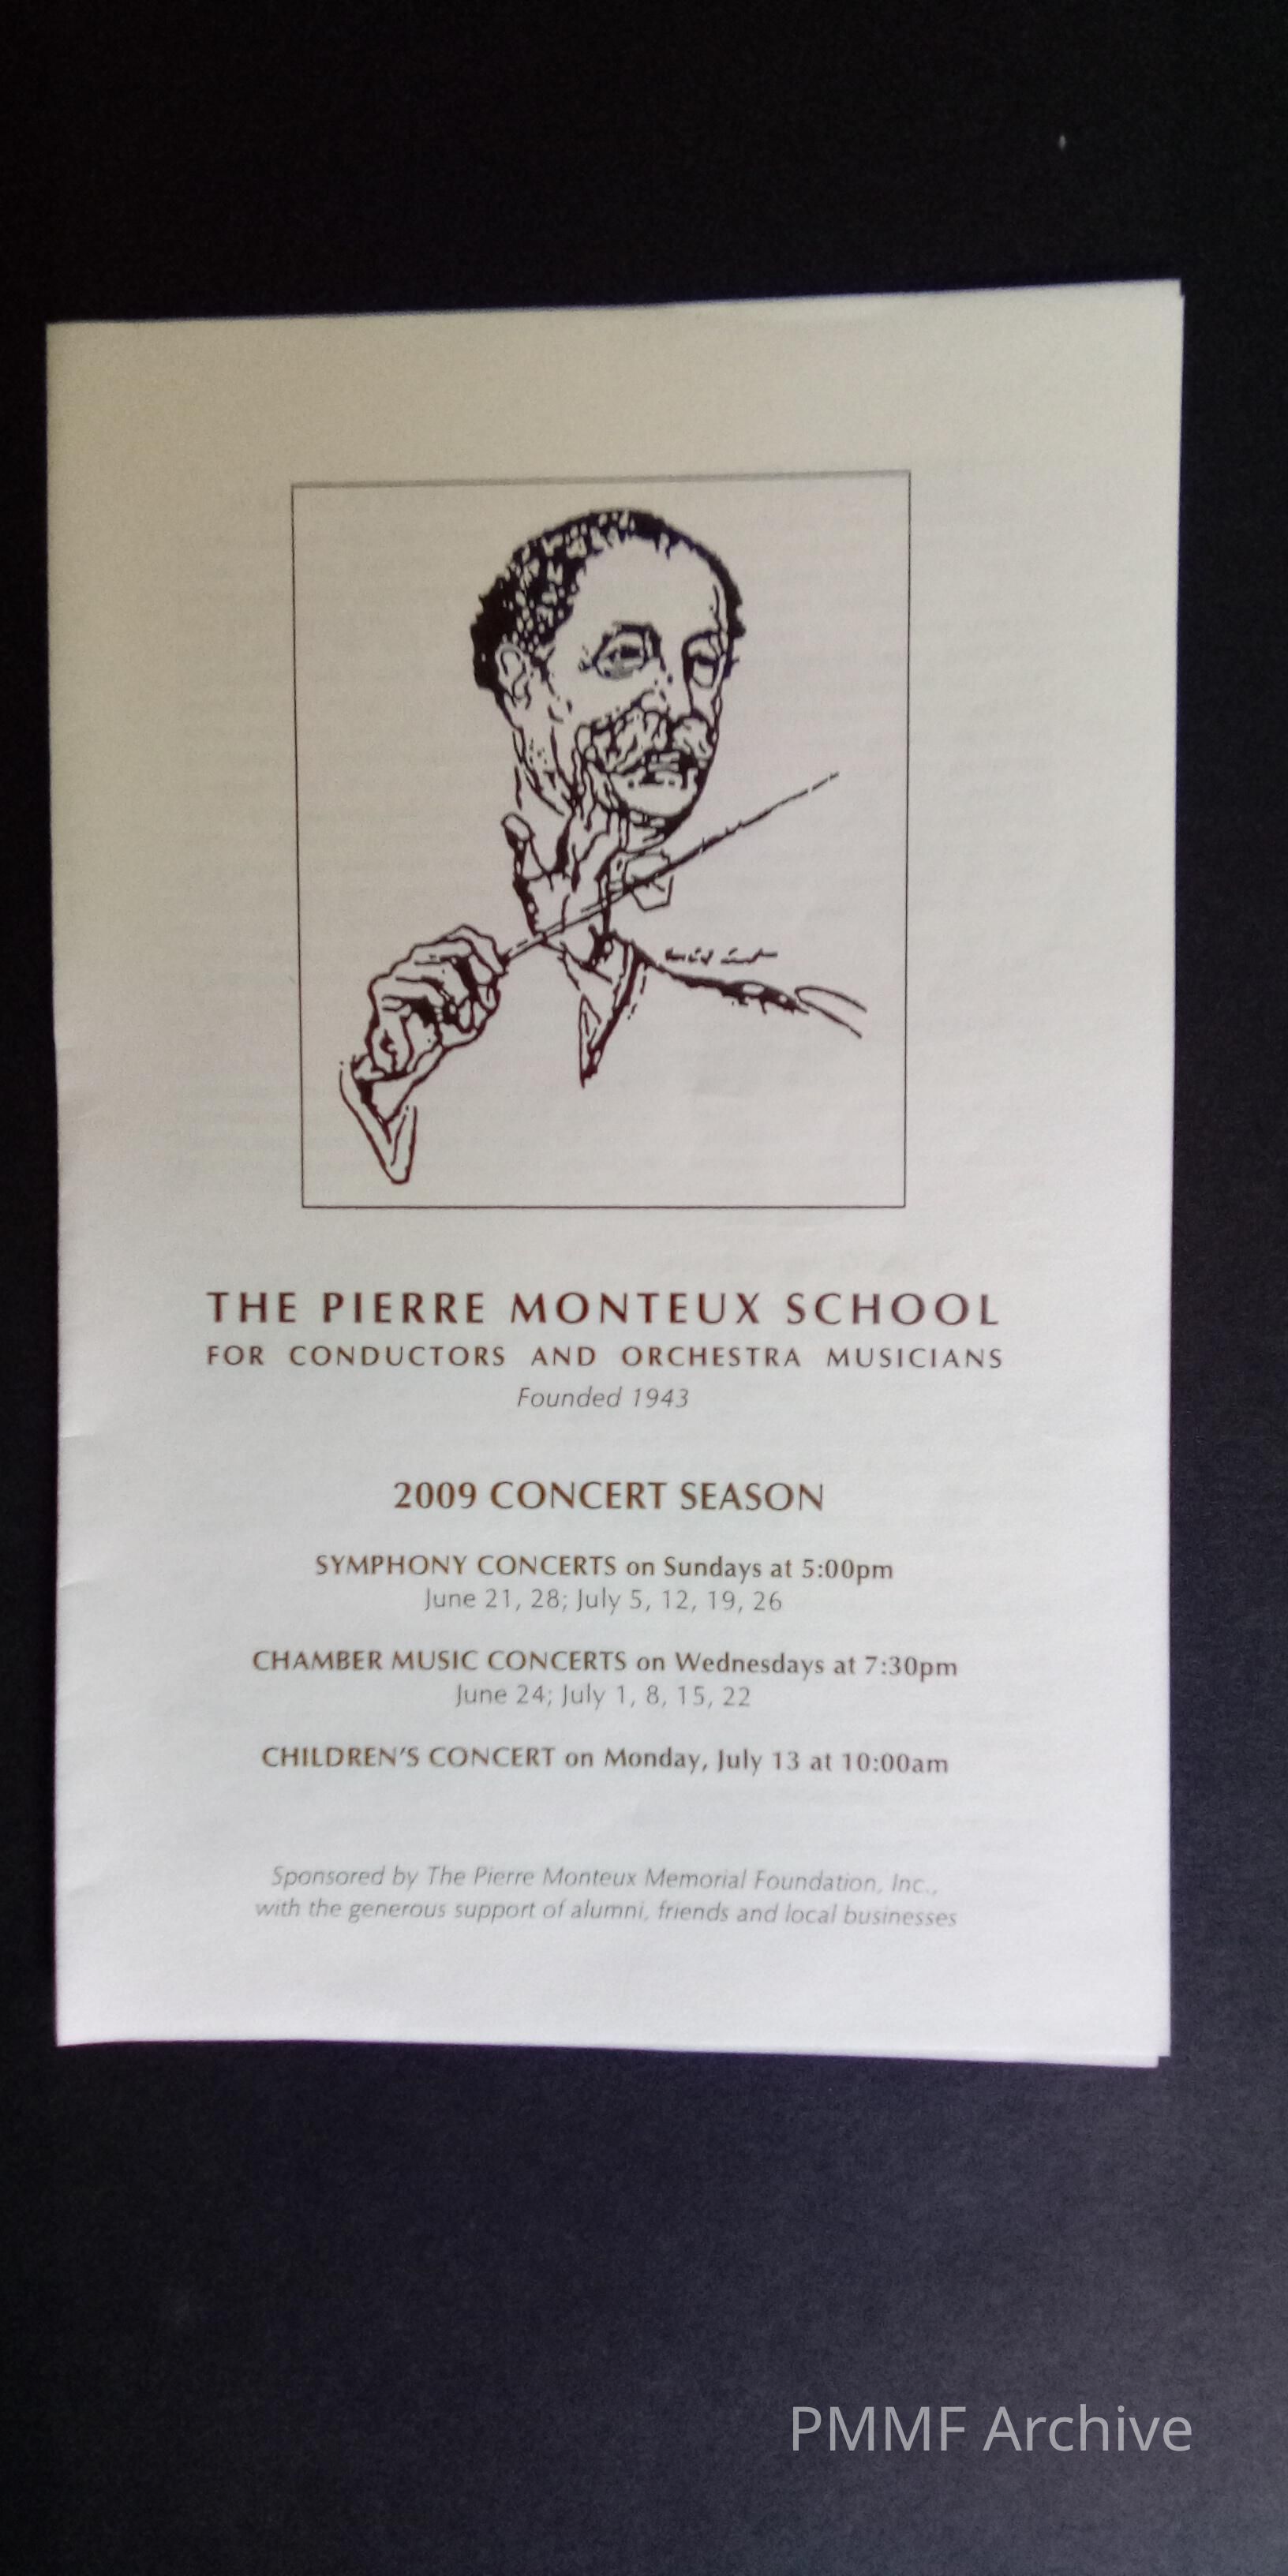 THE PIERRE MONTEUX SCHOOL
FOR CONDUCTORS AND ORCHESTRA MUSICIANS
Founded 1943
2009 CONCERT SEASON
SYMPHONY CONCERTS on Sundays at 5:00pm
June 21, 28; July 5, 12, 19, 26
CHAMBER MUSIC CONCERTS on Wednesdays at 7:30pm
June 24; July 1, 8, 15, 22
CHILDREN'S CONCERT on Monday, July 13 at 10:00am
Sponsored by The Pierre Monteux Memorial Foundation, Inc.,
with the generous support of alumni, friends and local businesses
PMMF Archive